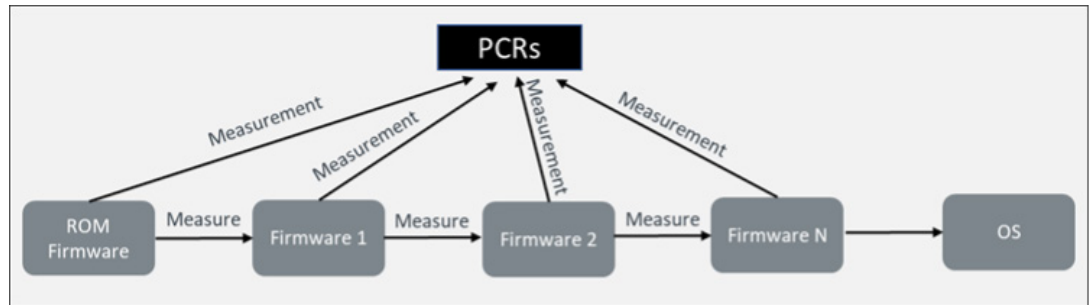 PCRs
Measurement
Measurement
Measurement
Measurement
ROM
Firmware
Measure
Firmware 1
Measure
Firmware 2
Measure
Firmware N
OS